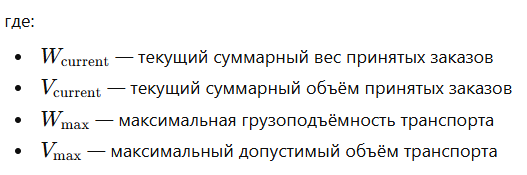 где:
• W_current — текущий суммарный вес принятых заказов
• V_current — текущий суммарный объём принятых заказов
• W_max — максимальная грузоподъёмность транспорта
• V_max — максимальный допустимый объём транспорта